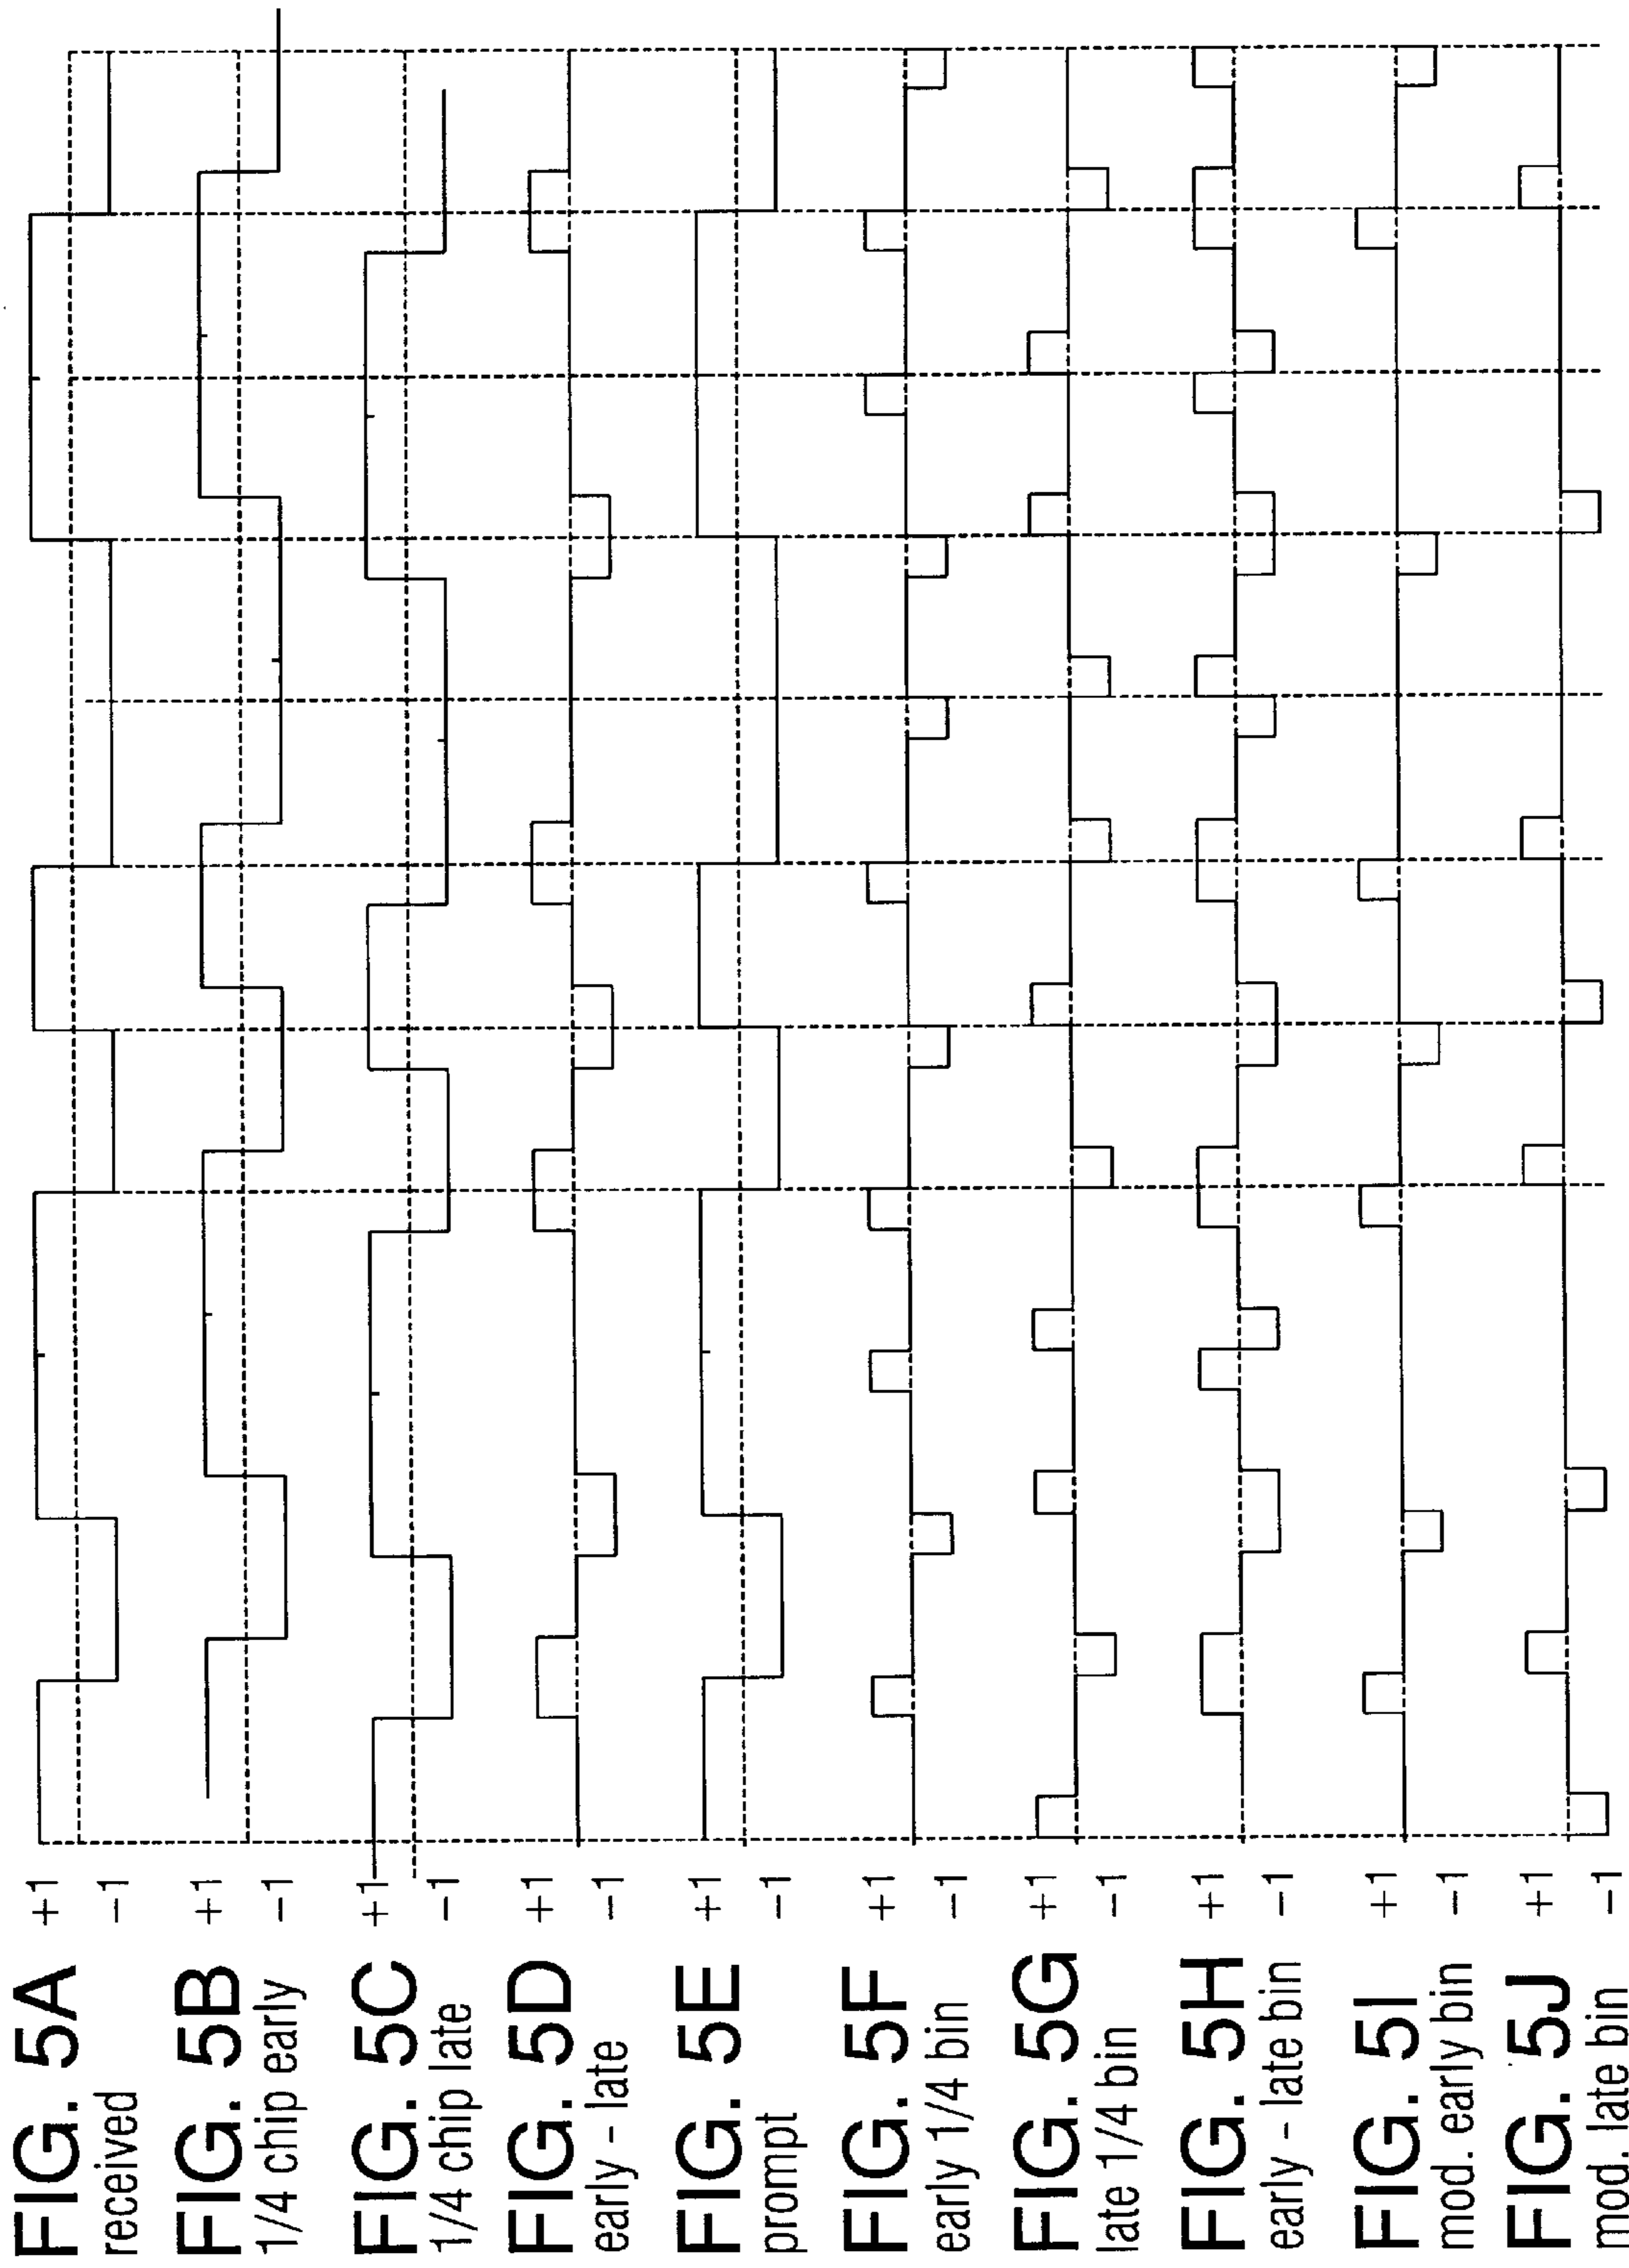 FIG. 5A
received
+1
-1
FIG. 5B
1/4 chip early
+1
-1
FIG. 5C
1/4 chip late
+1
-1
FIG. 5D
early - late
+1
-1
FIG. 5E
prompt
+1
-1
FIG. 5F
early 1/4 bin
+1
-1
FIG. 5G
late 1/4 bin
+1
-1
FIG. 5H
early - late bin
+1
-1
FIG. 5I
mod. early bin
+1
-1
FIG. 5J
mod. late bin
+1
-1